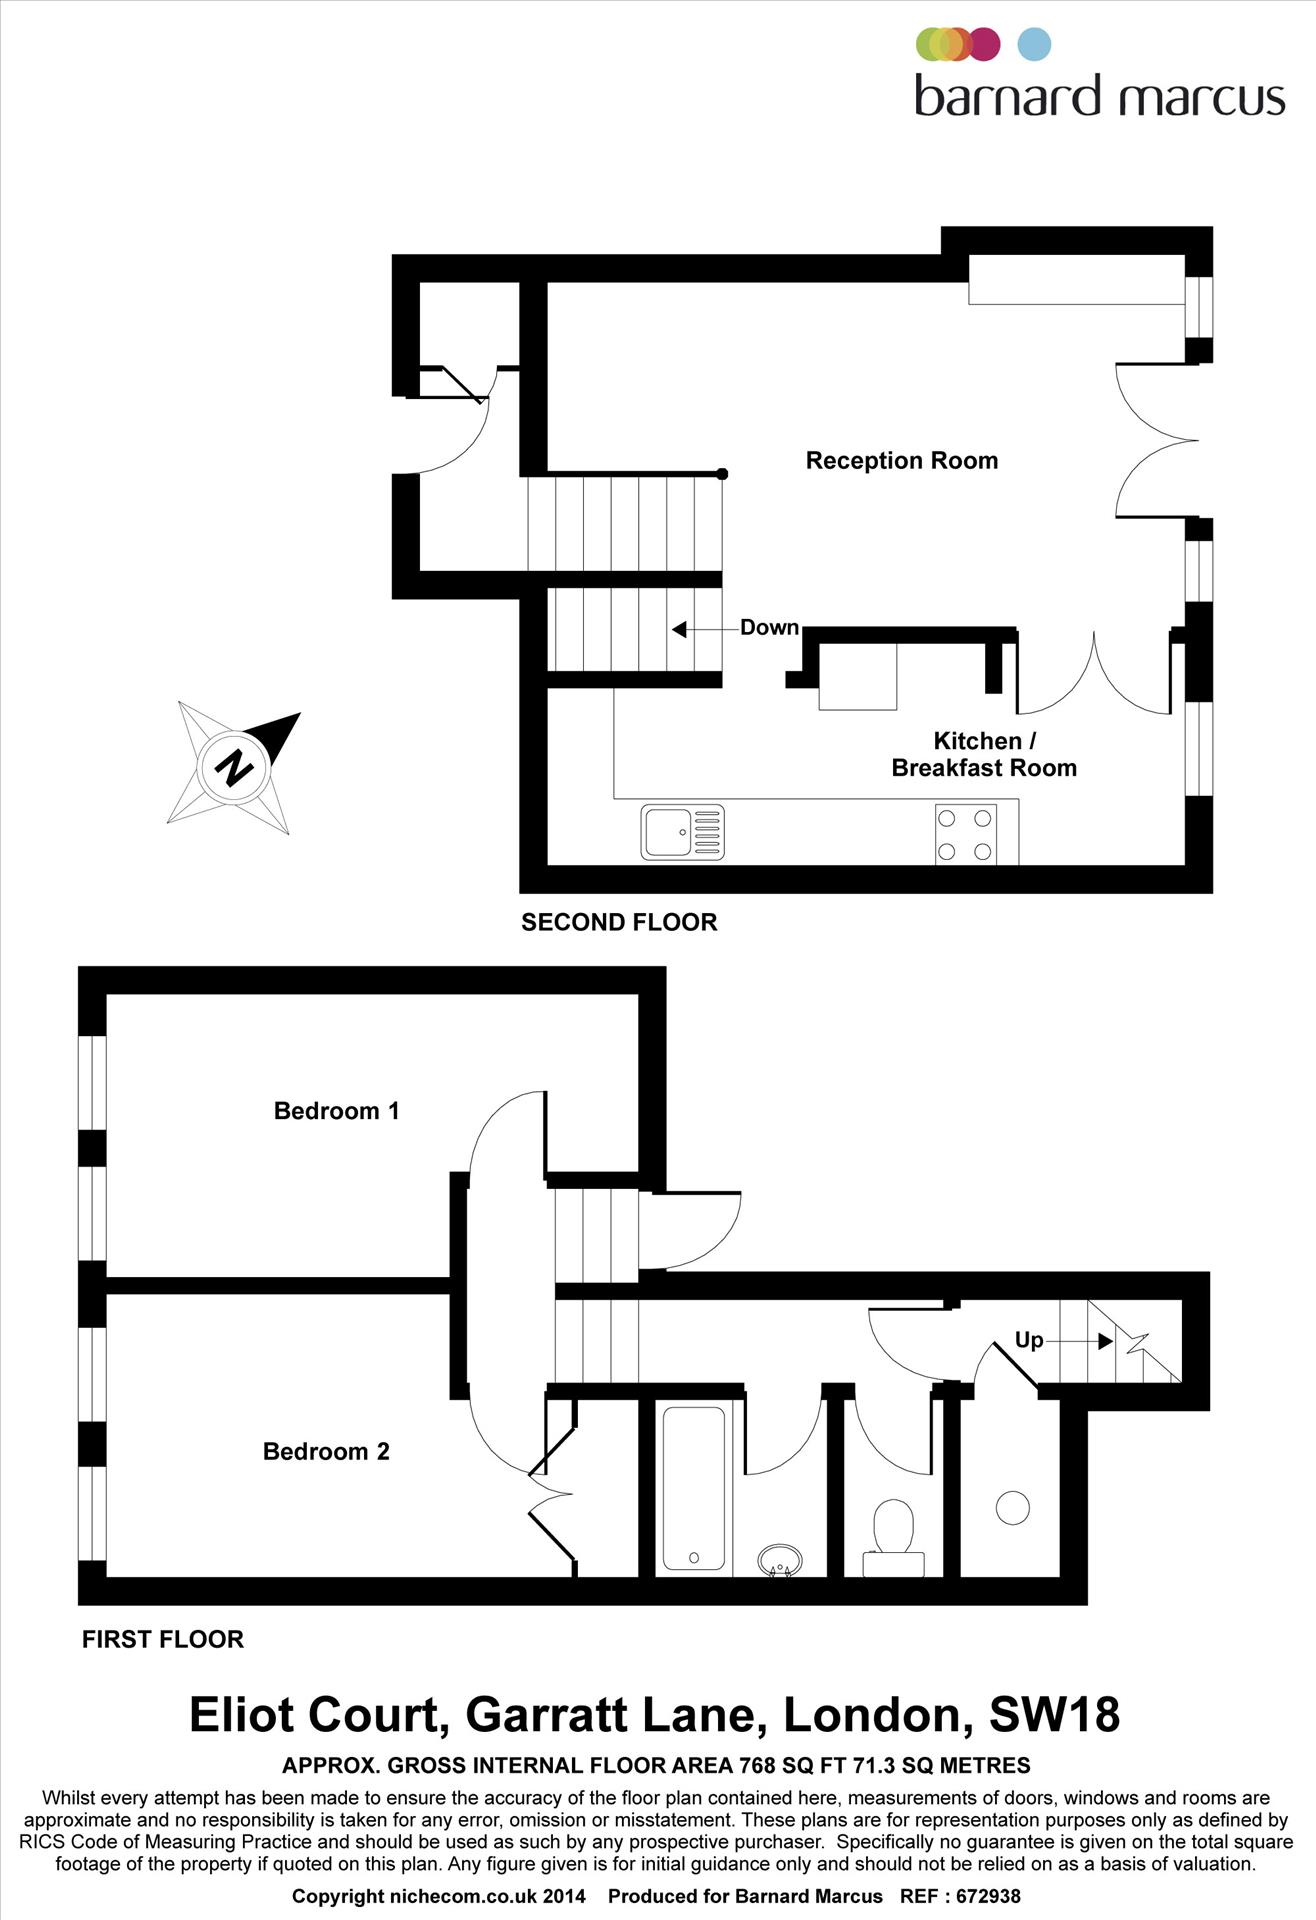 barnard marcus
Reception Room
Down
Kitchen /
Breakfast Room
N
SECOND FLOOR
Bedroom 1
Up
Bedroom 2
FIRST FLOOR
Eliot Court, Garratt Lane, London, SW18
APPROX. GROSS INTERNAL FLOOR AREA 768 SQ FT 71.3 SQ METRES
Whilst every attempt has been made to ensure the accuracy of the floor plan contained here, measurements of doors, windows and rooms are
approximate and no responsibility is taken for any error, omission or misstatement. These plans are for representation purposes only as defined by
RICS Code of Measuring Practice and should be used as such by any prospective purchaser. Specifically no guarantee is given on the total square
footage of the property if quoted on this plan. Any figure given is for initial guidance only and should not be relied on as a basis of valuation.
Copyright nichecom.co.uk 2014 Produced for Barnard Marcus REF : 672938